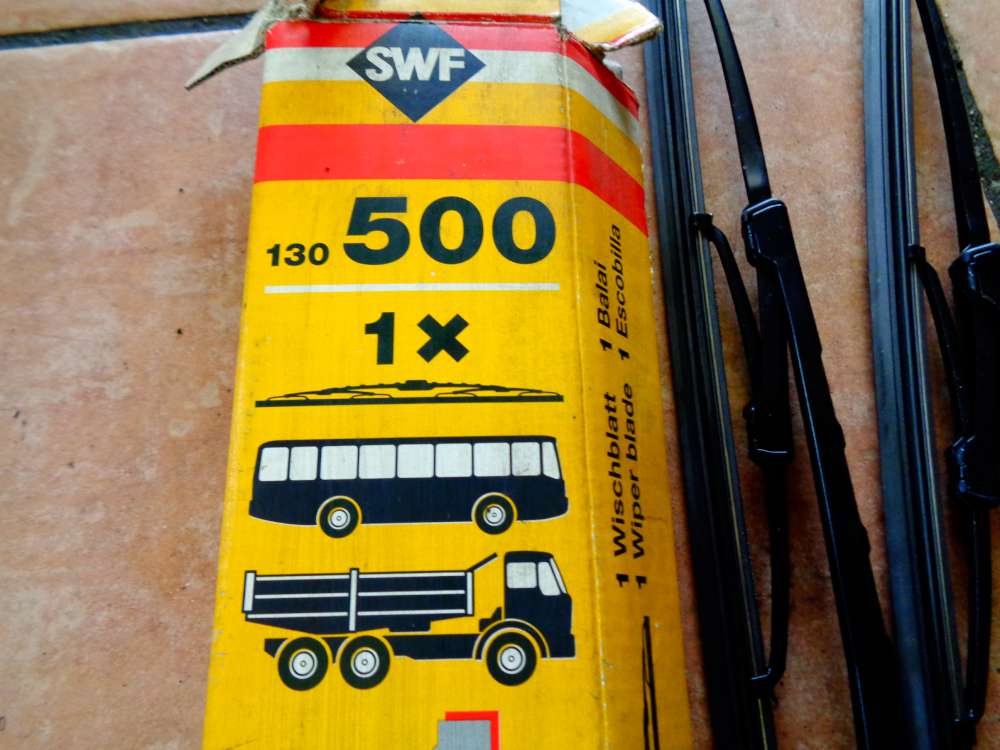 SWF
130 500
1 ×
1 Wischblatt 1 Balai
1 Wiper blade 1 Escobilla